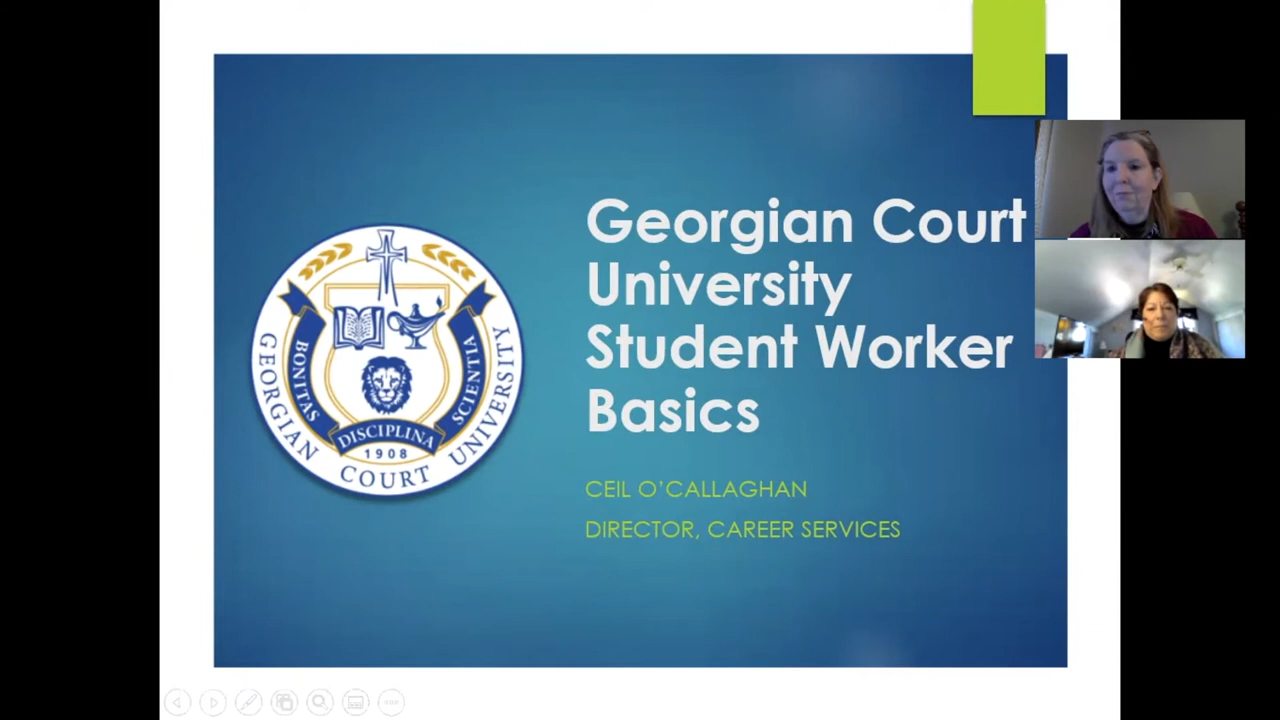 Georgian Court
University
Student Worker
Basics
CEIL O'CALLAGHAN
DIRECTOR, CAREER SERVICES
GEORGIAN COURT UNIVERSITY
BONITAS
DISCIPLINA
SCIENTIA
1908